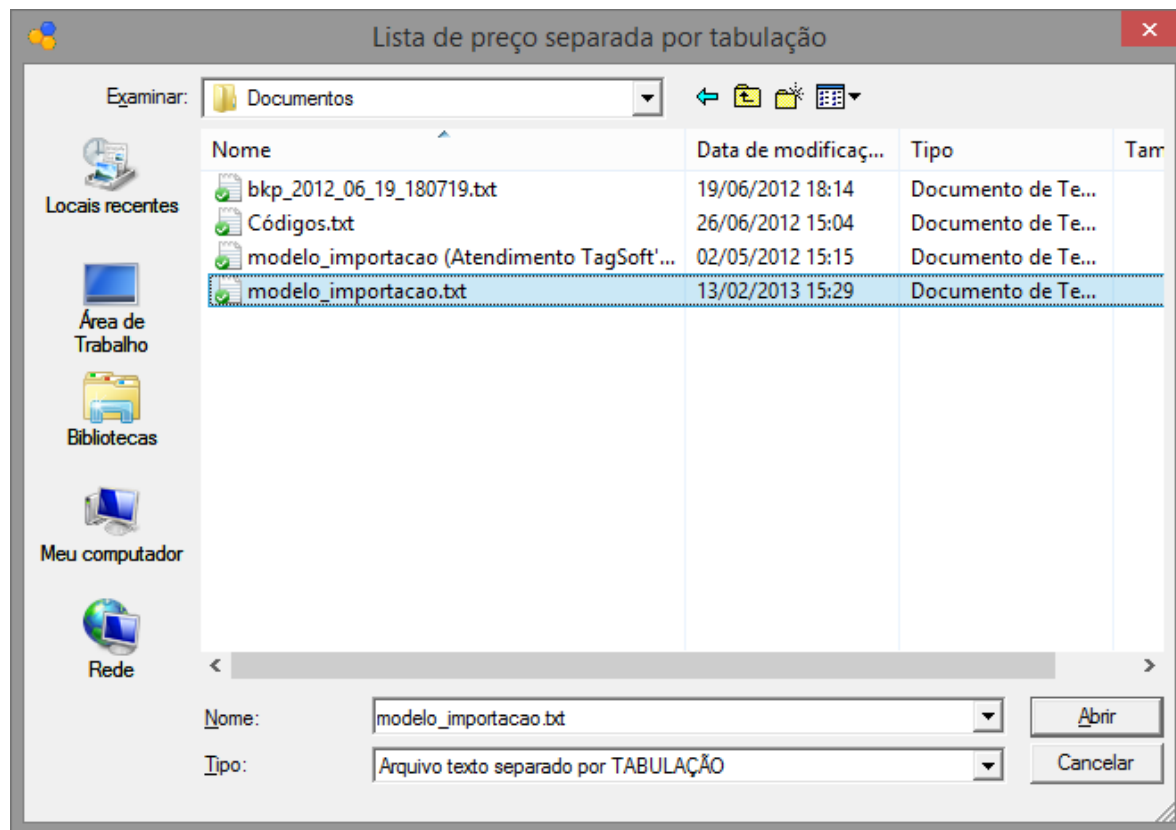 Lista de preço separada por tabulação
Examinar: Documentos
Nome Data de modificaç... Tipo Tam
bkp_2012_06_19_180719.txt 19/06/2012 18:14 Documento de Te...
Códigos.txt 26/06/2012 15:04 Documento de Te...
modelo_importacao (Atendimento TagSoft'... 02/05/2012 15:15 Documento de Te...
modelo_importacao.txt 13/02/2013 15:29 Documento de Te...
Locais recentes
Área de
Trabalho
Bibliotecas
Meu computador
Rede
Nome: modelo_importacao.txt Abrir
Tipo: Arquivo texto separado por TABULAÇÃO Cancelar